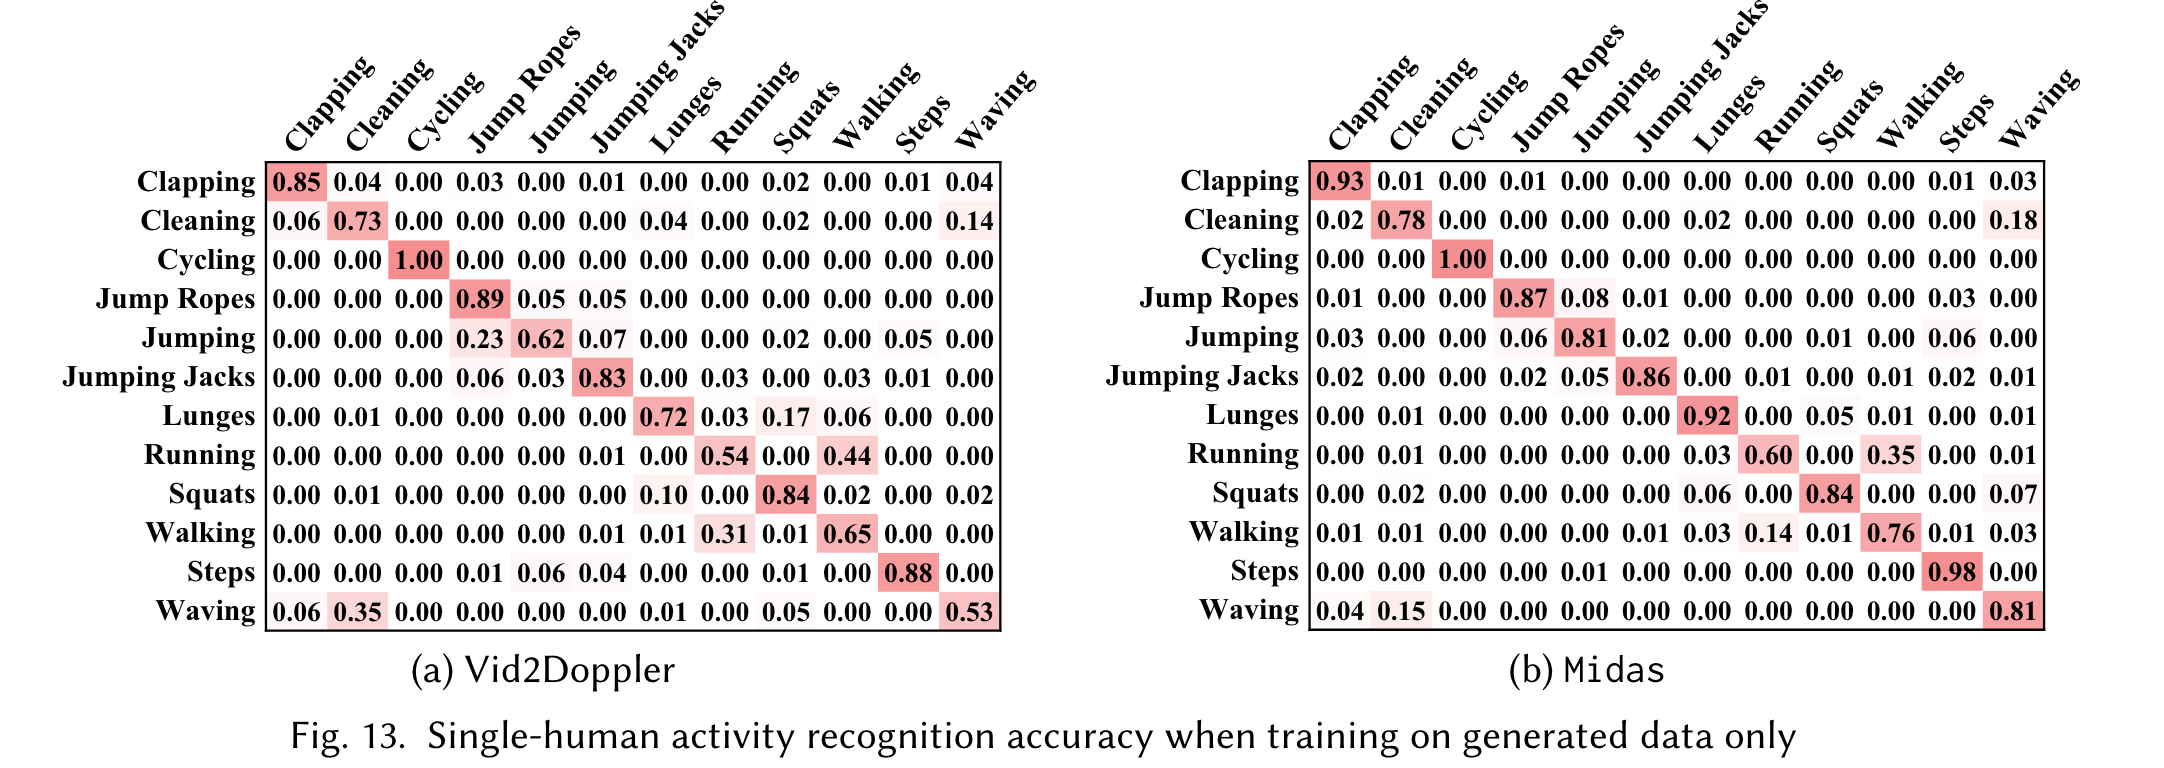 Clapping Cleaning Cycling Jump Ropes Jumping Jumping Jacks Lunges Running Squats Walking Steps Waving
Clapping 0.85 0.04 0.00 0.03 0.00 0.01 0.00 0.00 0.02 0.00 0.01 0.04
Cleaning 0.06 0.73 0.00 0.00 0.00 0.00 0.04 0.00 0.02 0.00 0.00 0.14
Cycling 0.00 0.00 1.00 0.00 0.00 0.00 0.00 0.00 0.00 0.00 0.00 0.00
Jump Ropes 0.00 0.00 0.00 0.89 0.05 0.05 0.00 0.00 0.00 0.00 0.00 0.00
Jumping 0.00 0.00 0.00 0.23 0.62 0.07 0.00 0.00 0.02 0.00 0.05 0.00
Jumping Jacks 0.00 0.00 0.00 0.06 0.03 0.83 0.00 0.03 0.00 0.03 0.01 0.00
Lunges 0.00 0.01 0.00 0.00 0.00 0.00 0.72 0.03 0.17 0.06 0.00 0.00
Running 0.00 0.00 0.00 0.00 0.00 0.01 0.00 0.54 0.00 0.44 0.00 0.00
Squats 0.00 0.01 0.00 0.00 0.00 0.00 0.10 0.00 0.84 0.02 0.00 0.02
Walking 0.00 0.00 0.00 0.00 0.00 0.01 0.01 0.31 0.01 0.65 0.00 0.00
Steps 0.00 0.00 0.00 0.01 0.06 0.04 0.00 0.00 0.01 0.00 0.88 0.00
Waving 0.06 0.35 0.00 0.00 0.00 0.00 0.01 0.00 0.05 0.00 0.00 0.53
(a) Vid2Doppler
Clapping Cleaning Cycling Jump Ropes Jumping Jumping Jacks Lunges Running Squats Walking Steps Waving
Clapping 0.93 0.01 0.00 0.01 0.00 0.00 0.00 0.00 0.00 0.00 0.01 0.03
Cleaning 0.02 0.78 0.00 0.00 0.00 0.00 0.02 0.00 0.00 0.00 0.00 0.18
Cycling 0.00 0.00 1.00 0.00 0.00 0.00 0.00 0.00 0.00 0.00 0.00 0.00
Jump Ropes 0.01 0.00 0.00 0.87 0.08 0.01 0.00 0.00 0.00 0.00 0.03 0.00
Jumping 0.03 0.00 0.00 0.06 0.81 0.02 0.00 0.00 0.01 0.00 0.06 0.00
Jumping Jacks 0.02 0.00 0.00 0.02 0.05 0.86 0.00 0.01 0.00 0.01 0.02 0.01
Lunges 0.00 0.01 0.00 0.00 0.00 0.00 0.92 0.00 0.05 0.01 0.00 0.01
Running 0.00 0.01 0.00 0.00 0.00 0.00 0.03 0.60 0.00 0.35 0.00 0.01
Squats 0.00 0.02 0.00 0.00 0.00 0.00 0.06 0.00 0.84 0.00 0.00 0.07
Walking 0.01 0.01 0.00 0.00 0.00 0.01 0.03 0.14 0.01 0.76 0.01 0.03
Steps 0.00 0.00 0.00 0.00 0.01 0.00 0.00 0.00 0.00 0.00 0.98 0.00
Waving 0.04 0.15 0.00 0.00 0.00 0.00 0.00 0.00 0.00 0.00 0.00 0.81
(b) Midas
Fig. 13. Single-human activity recognition accuracy when training on generated data only